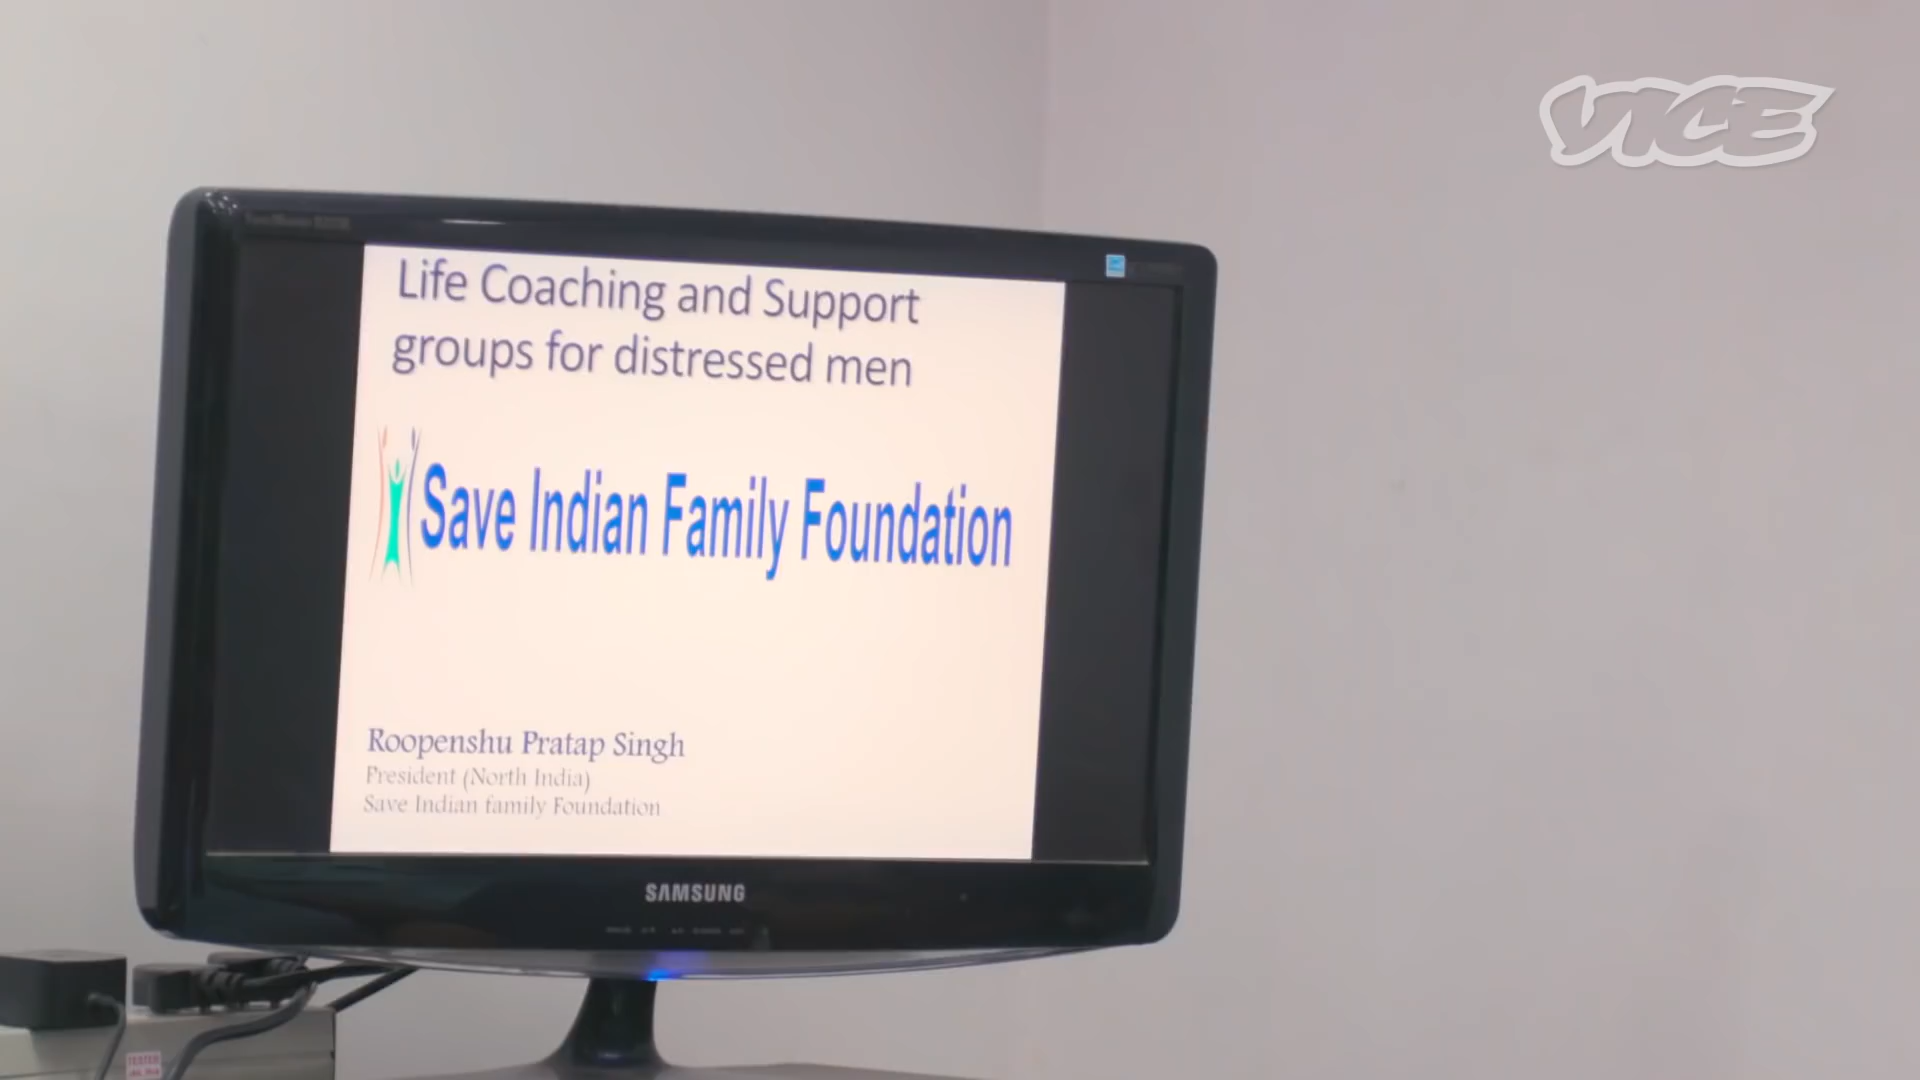 VICE
Life Coaching and Support
groups for distressed men
Save Indian Family Foundation
Roopenshu Pratap Singh
President (North India)
Save Indian family Foundation
SAMSUNG
TESTED